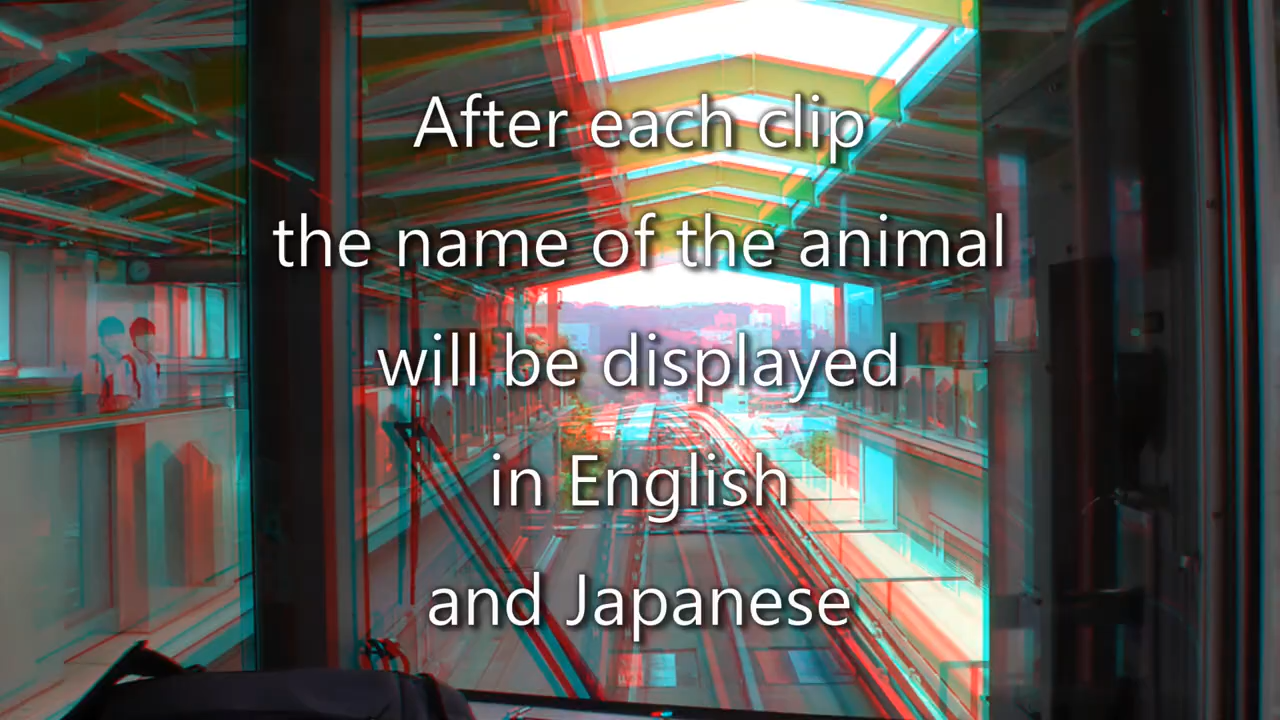 After each clip
the name of the animal
will be displayed
in English
and Japanese